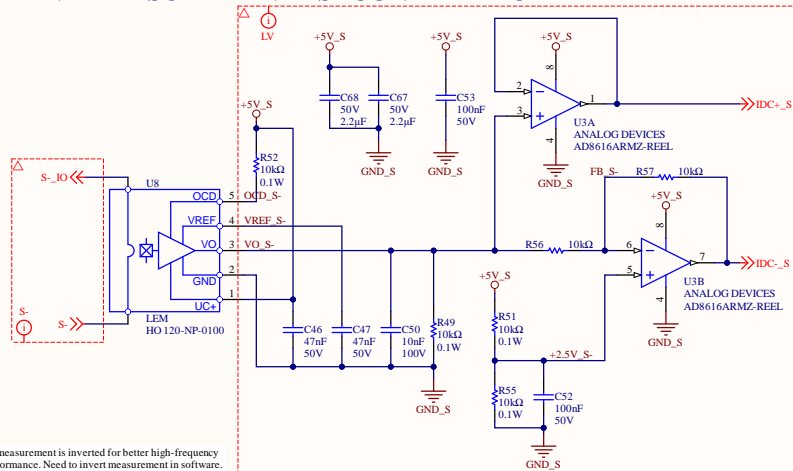 LV
+5V_S
+5V_S
+5V_S
C68
50V
2.2µF
C67
50V
2.2µF
C53
100nF
50V
GND_S
GND_S
8
2
3
1
4
U3A
ANALOG DEVICES
AD8616ARMZ-REEL
GND_S
IDC+_S
+5V_S
R52
10kΩ
0.1W
S-_IO
U8
OCD
5
OCD_S-
VREF
4
VREF_S-
VO
3
VO_S-
GND
2
UC+
1
LEM
HO 120-NP-0100
S-
S-
FB_S-
R57
10kΩ
+5V_S
R56
10kΩ
8
6
5
7
4
IDC-_S
U3B
ANALOG DEVICES
AD8616ARMZ-REEL
GND_S
+5V_S
C46
47nF
50V
C47
47nF
50V
C50
10nF
100V
R49
10kΩ
0.1W
GND_S
R51
10kΩ
0.1W
+2.5V_S-
R55
10kΩ
0.1W
C52
100nF
50V
GND_S
measurement is inverted for better high-frequency
ormance. Need to invert measurement in software.